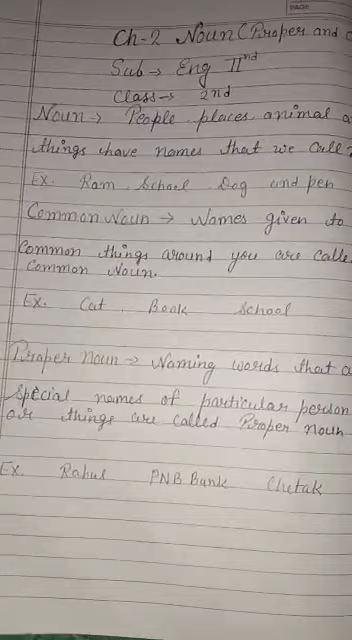 PAGE
Ch-2 Noun (Proper and
Sub → Eng IInd
Class → 2nd
Noun → People places animal a
things have names that we call
Ex. Ram School Dog and pen
Common Noun → Names given to
Common things around you are calle
Common Noun.
Ex. Cat. Book School
Proper noun → Naming words that a
special names of particular person
or things are called Proper noun
Ex Rahul PNB Bank Chetak